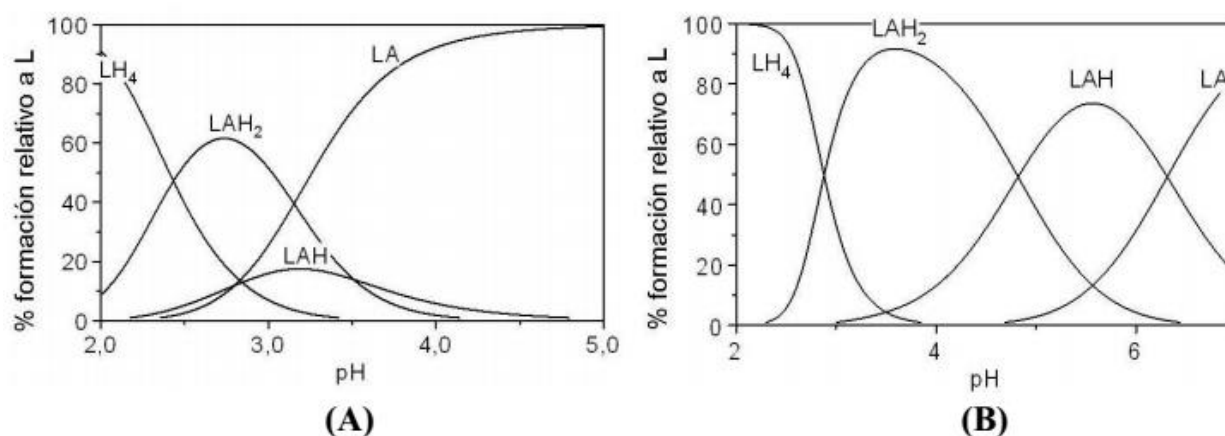 % formación relativo a L
100
80
60
40
20
0
LH₄
LAH₂
LAH
LA
2,0
3,0
4,0
5,0
pH
(A)
% formación relativo a L
100
80
60
40
20
0
LH₄
LAH₂
LAH
LA
2
4
6
pH
(B)